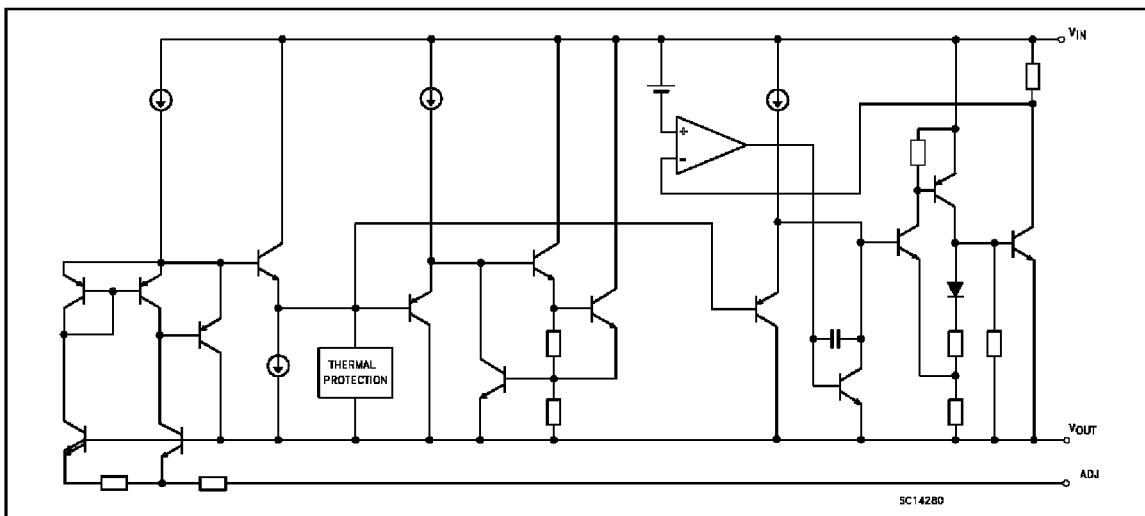 VIN
+
-
THERMAL
PROTECTION
VOUT
ADJ
SC14280